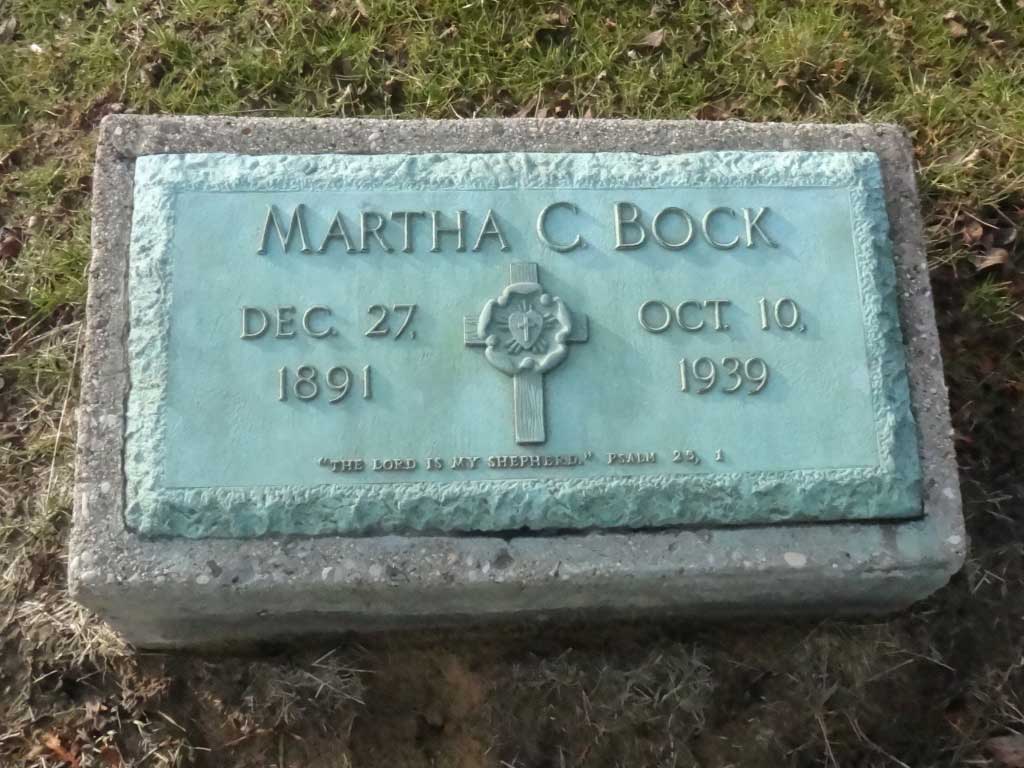 MARTHA C BOCK
DEC. 27, OCT. 10,
1891 1939
"THE LORD IS MY SHEPHERD." PSALM 23, 1